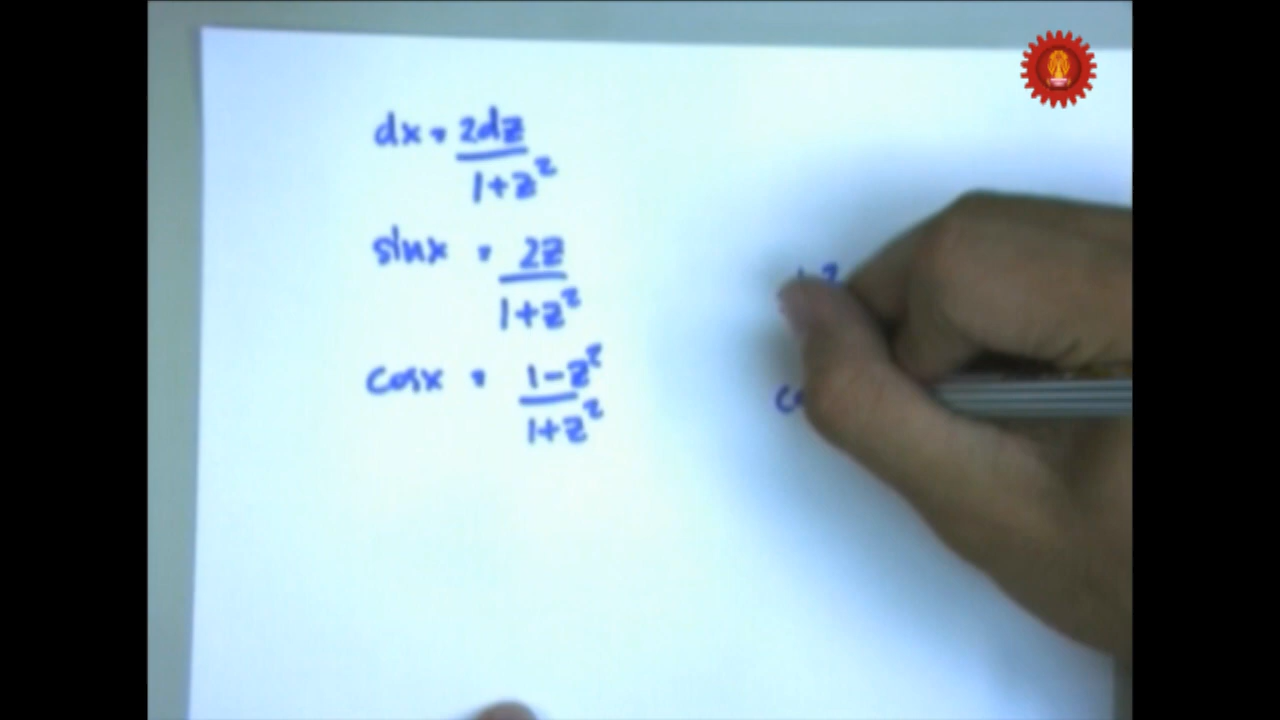 dx = 2dz
1+z²
sinx = 2z
1+z²
cosx = 1-z²
1+z²